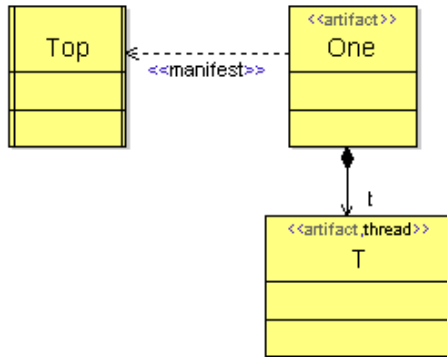 Top
<<artifact>>
One
<<manifest>>
t
<<artifact,thread>>
T